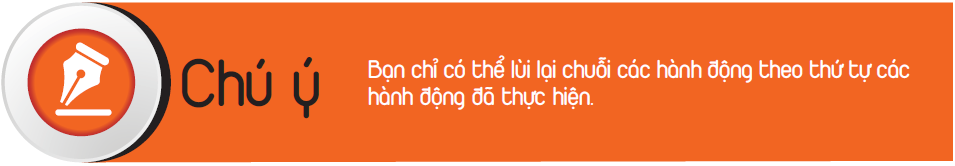 Chú ý
Bạn chỉ có thể lùi lại chuỗi các hành động theo thứ tự các
hành động đã thực hiện.